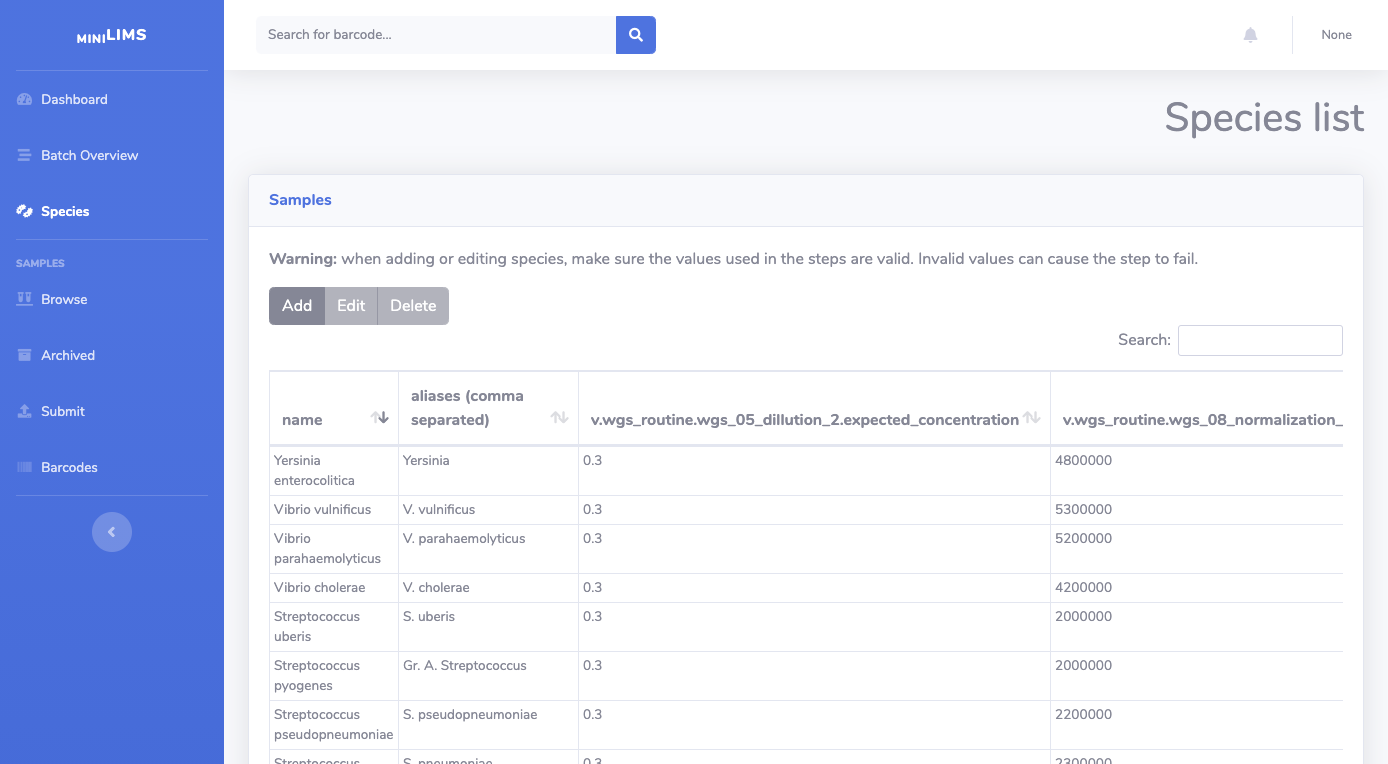 MINILIMS
Search for barcode...
None
Dashboard
Batch Overview
Species
SAMPLES
Browse
Archived
Submit
Barcodes
Species list
Samples
Warning: when adding or editing species, make sure the values used in the steps are valid. Invalid values can cause the step to fail.
Add Edit Delete
Search:
name aliases (comma separated) v.wgs_routine.wgs_05_dillution_2.expected_concentration v.wgs_routine.wgs_08_normalization_
Yersinia enterocolitica Yersinia 0.3 4800000
Vibrio vulnificus V. vulnificus 0.3 5300000
Vibrio parahaemolyticus V. parahaemolyticus 0.3 5200000
Vibrio cholerae V. cholerae 0.3 4200000
Streptococcus uberis S. uberis 0.3 2000000
Streptococcus pyogenes Gr. A. Streptococcus 0.3 2000000
Streptococcus pseudopneumoniae S. pseudopneumoniae 0.3 2200000
Streptococcus S. pneumoniae 0.3 2300000